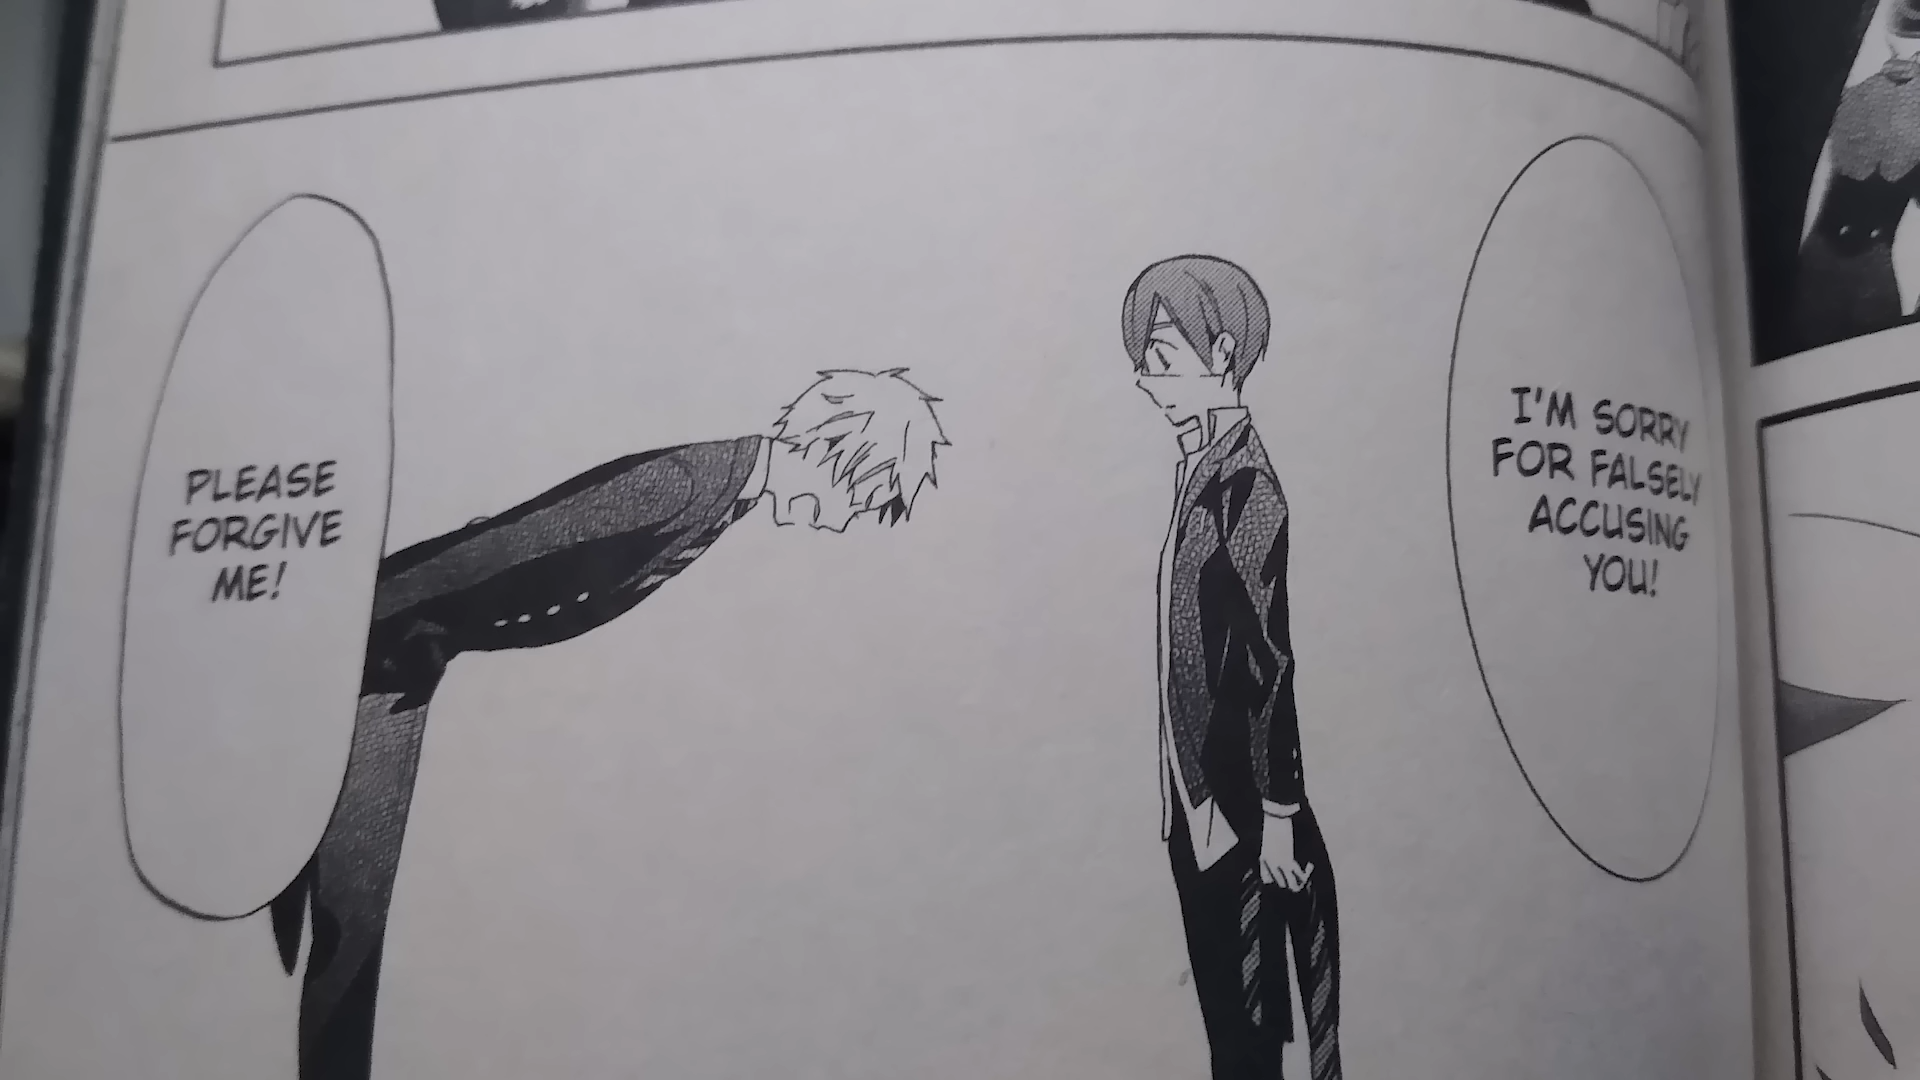 I'M SORRY
FOR FALSELY
ACCUSING
YOU!
PLEASE
FORGIVE
ME!